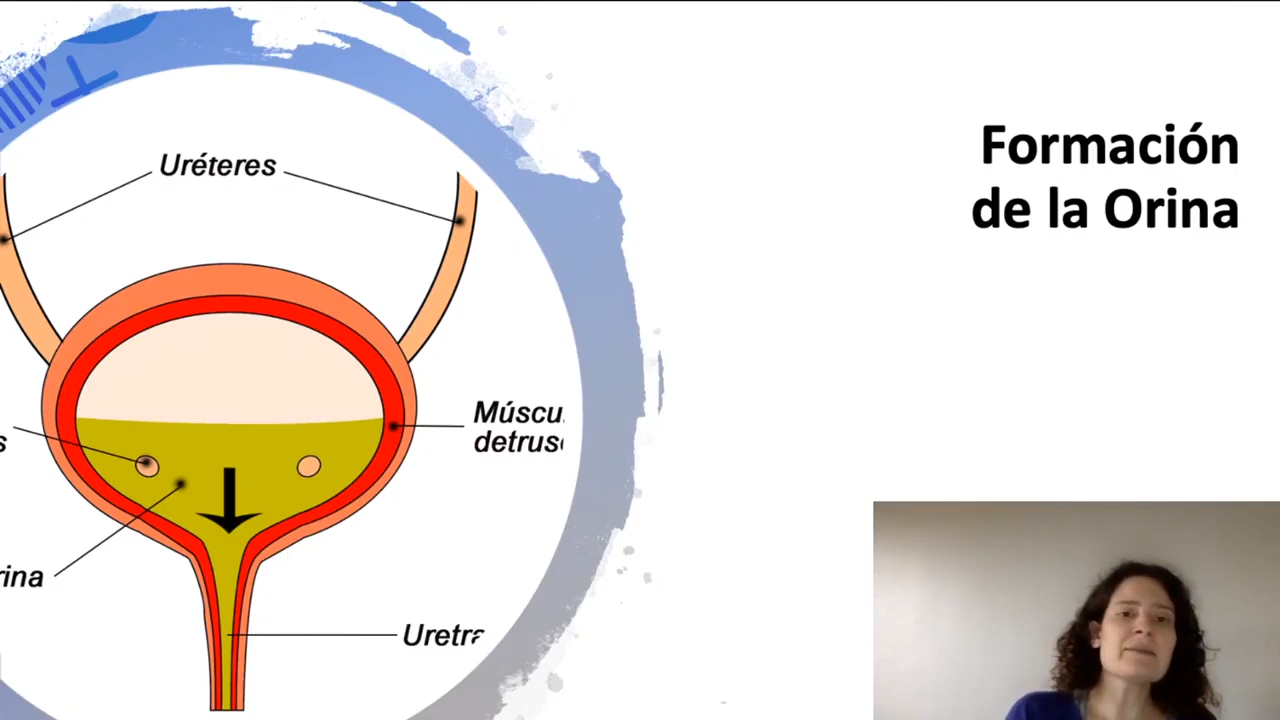 Formación
de la Orina
Uréteres
Múscu
detrus
s
rina
Uretra